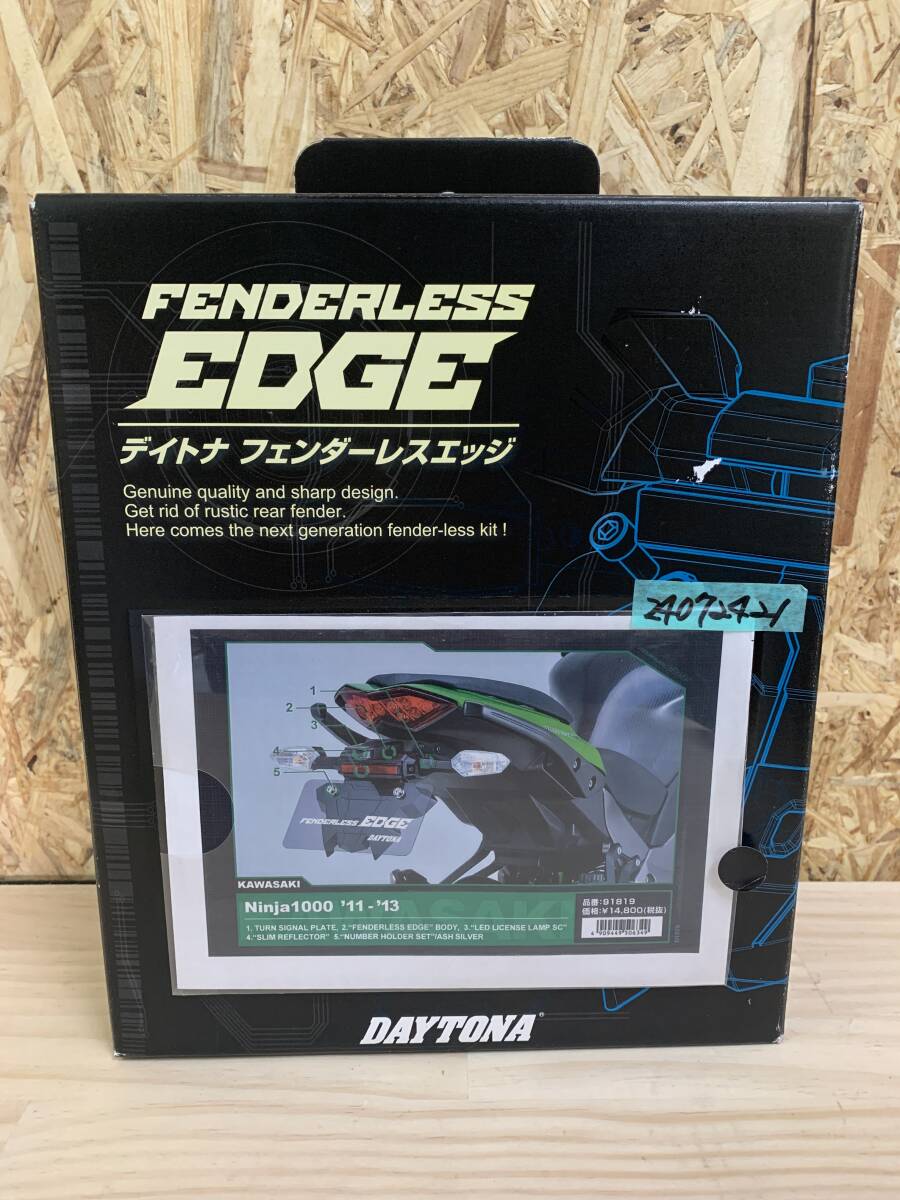 FENDERLESS
EDGE
デイトナ フェンダーレスエッジ
Genuine quality and sharp design.
Get rid of rustic rear fender.
Here comes the next generation fender-less kit !
24072421
1
2
3
4
5
FENDERLESS EDGE
DAYTONA
KAWASAKI
Ninja1000 '11-'13
1. TURN SIGNAL PLATE, 2."FENDERLESS EDGE" BODY, 3."LED LICENSE LAMP SC"
4."SLIM REFLECTOR" 5."NUMBER HOLDER SET"/ASH SILVER
品番:91819
価格:¥14,800(税抜)
4 909449 506349
DAYTONA